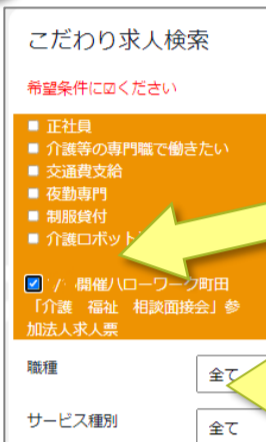 こだわり求人検索
希望条件に☑ください
正社員
介護等の専門職で働きたい
交通費支給
夜勤専門
制服貸付
介護ロボット
/ 開催ハローワーク町田
「介護 福祉 相談面接会」参
加法人求人票
職種
全て
サービス種別
全て